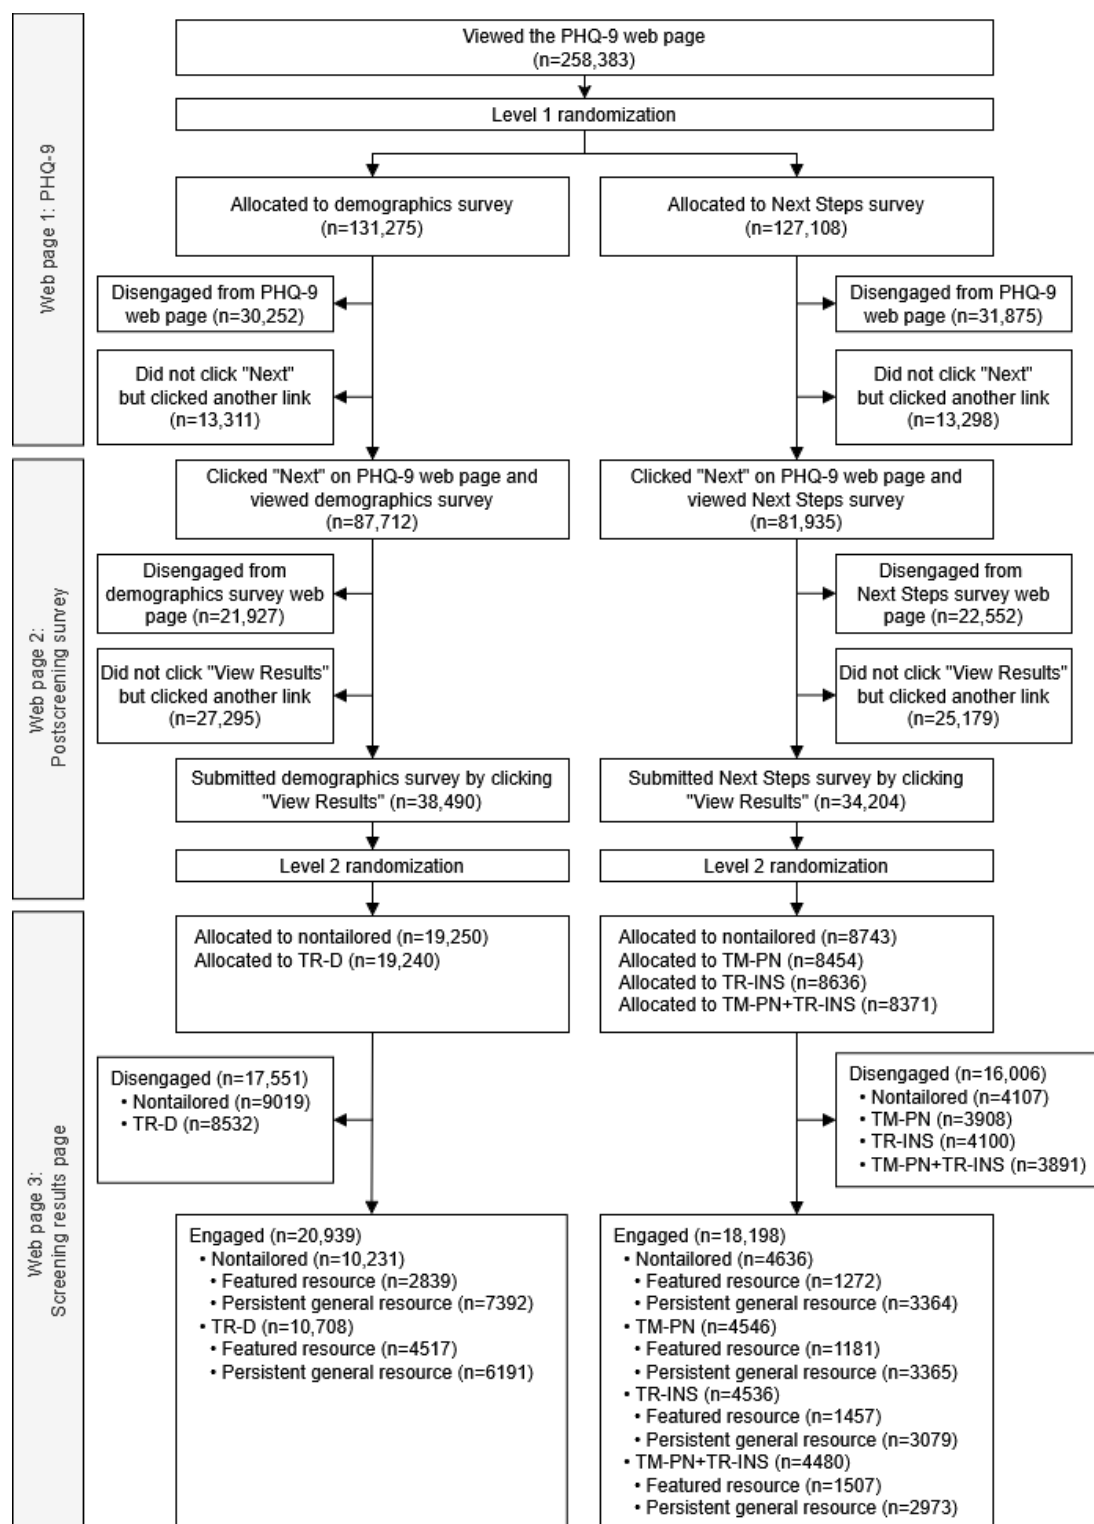 Web page 1: PHQ-9
Viewed the PHQ-9 web page
(n=258,383)
Level 1 randomization
Allocated to demographics survey
(n=131,275)
Allocated to Next Steps survey
(n=127,108)
Disengaged from PHQ-9
web page (n=30,252)
Disengaged from PHQ-9
web page (n=31,875)
Did not click "Next"
but clicked another link
(n=13,311)
Did not click "Next"
but clicked another link
(n=13,298)
Web page 2:
Postscreening survey
Clicked "Next" on PHQ-9 web page and
viewed demographics survey
(n=87,712)
Clicked "Next" on PHQ-9 web page and
viewed Next Steps survey
(n=81,935)
Disengaged from
demographics survey web
page (n=21,927)
Disengaged from
Next Steps survey web
page (n=22,552)
Did not click "View Results"
but clicked another link
(n=27,295)
Did not click "View Results"
but clicked another link
(n=25,179)
Submitted demographics survey by clicking
"View Results" (n=38,490)
Submitted Next Steps survey by clicking
"View Results" (n=34,204)
Level 2 randomization
Level 2 randomization
Web page 3:
Screening results page
Allocated to nontailored (n=19,250)
Allocated to TR-D (n=19,240)
Allocated to nontailored (n=8743)
Allocated to TM-PN (n=8454)
Allocated to TR-INS (n=8636)
Allocated to TM-PN+TR-INS (n=8371)
Disengaged (n=17,551)
• Nontailored (n=9019)
• TR-D (n=8532)
Disengaged (n=16,006)
• Nontailored (n=4107)
• TM-PN (n=3908)
• TR-INS (n=4100)
• TM-PN+TR-INS (n=3891)
Engaged (n=20,939)
• Nontailored (n=10,231)
• Featured resource (n=2839)
• Persistent general resource (n=7392)
• TR-D (n=10,708)
• Featured resource (n=4517)
• Persistent general resource (n=6191)
Engaged (n=18,198)
• Nontailored (n=4636)
• Featured resource (n=1272)
• Persistent general resource (n=3364)
• TM-PN (n=4546)
• Featured resource (n=1181)
• Persistent general resource (n=3365)
• TR-INS (n=4536)
• Featured resource (n=1457)
• Persistent general resource (n=3079)
• TM-PN+TR-INS (n=4480)
• Featured resource (n=1507)
• Persistent general resource (n=2973)